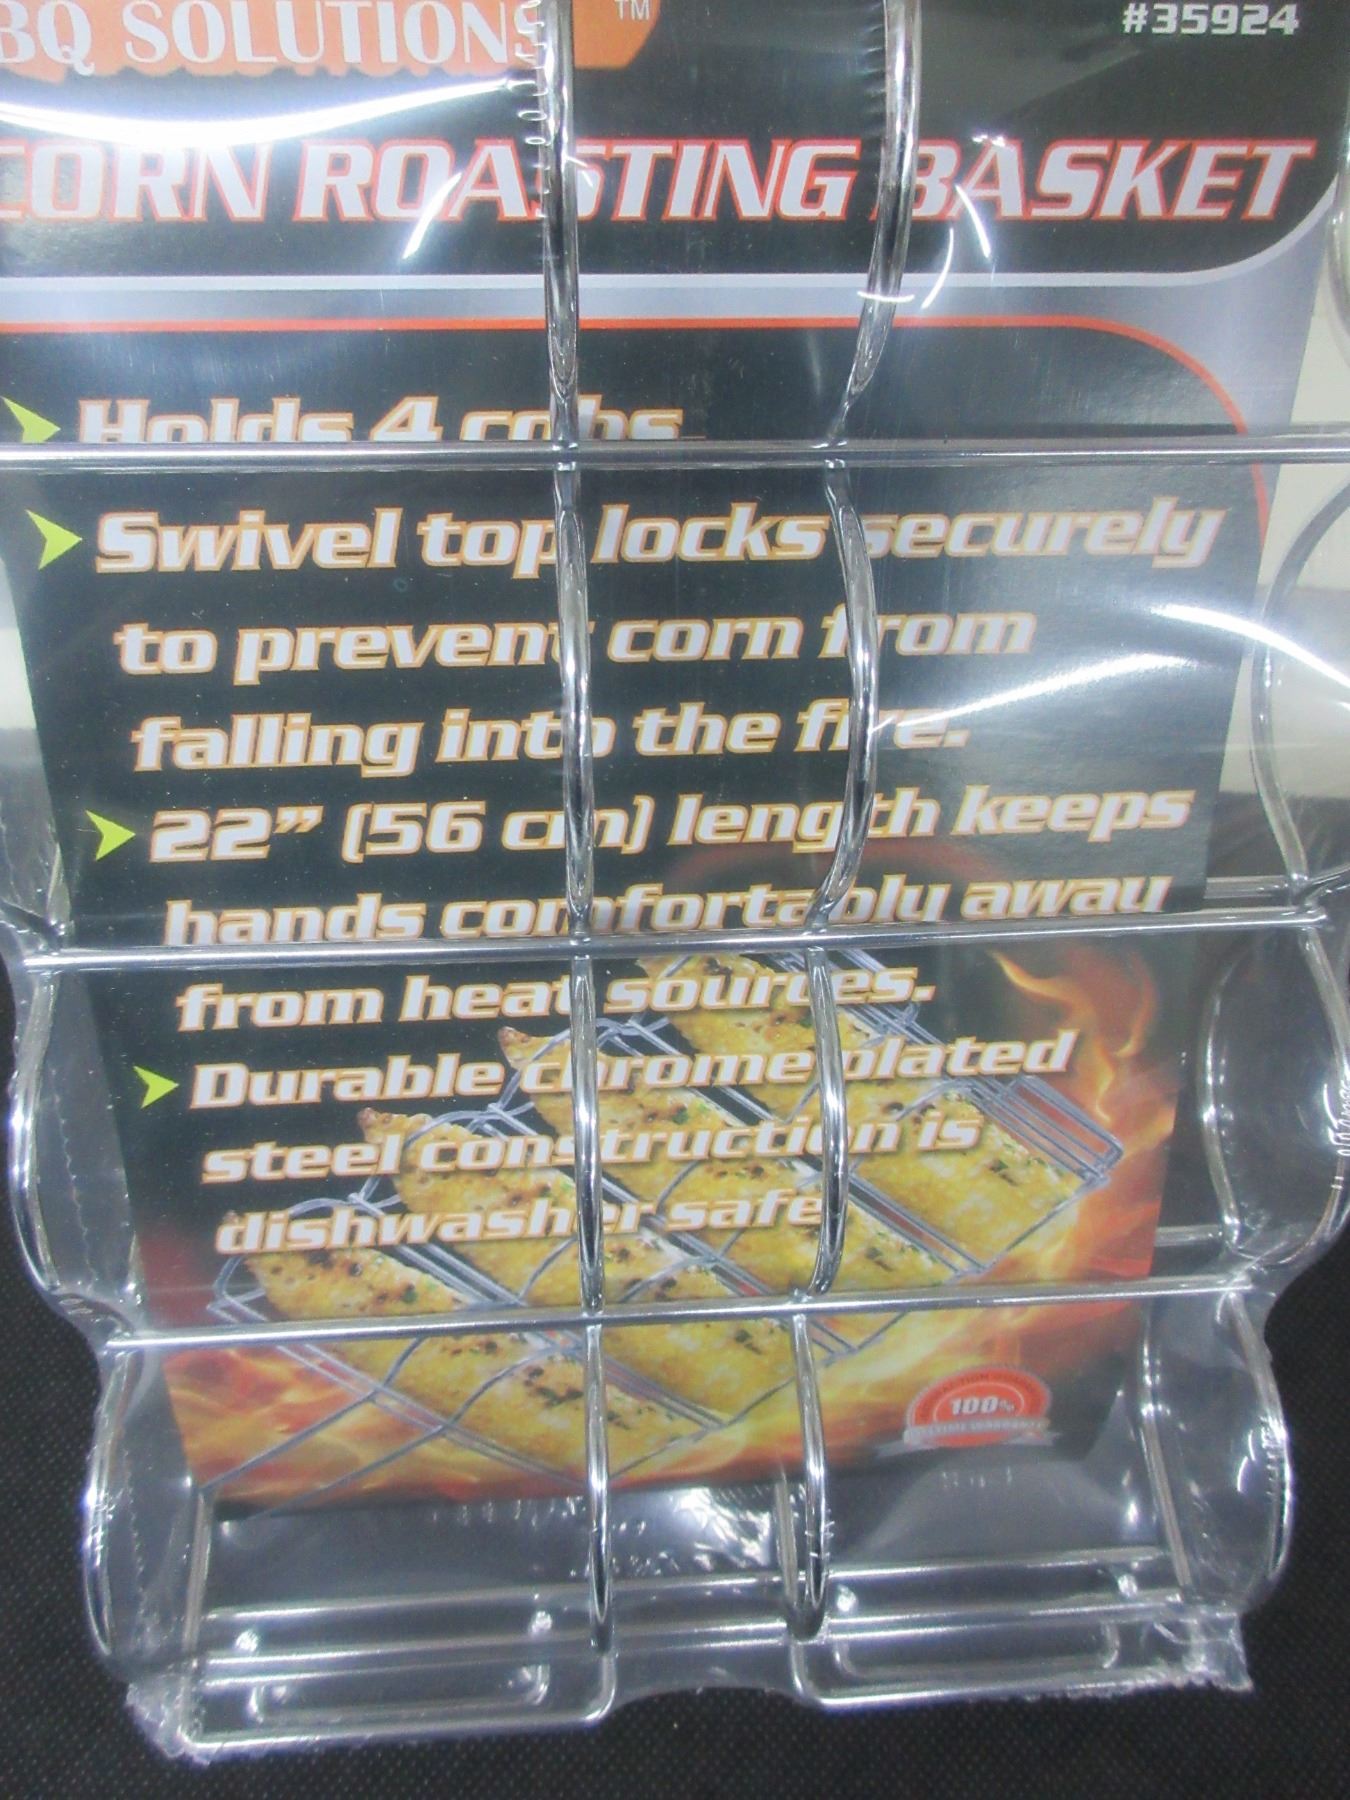 BQ SOLUTIONS™
#35924
CORN ROASTING BASKET
Holds 4 cobs
Swivel top locks securely
to prevent corn from
falling into the fire.
22” (56 cm) length keeps
hands comfortably away
from heat sources.
Durable chrome plated
steel construction is
dishwasher safe
100%